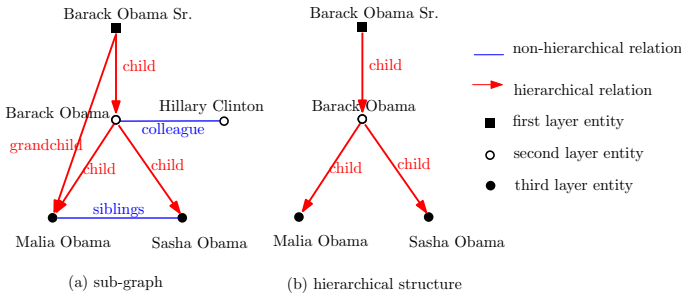 Barack Obama Sr.
child
Barack Obama
Hillary Clinton
colleague
grandchild
child
child
siblings
Malia Obama
Sasha Obama
(a) sub-graph
Barack Obama Sr.
child
Barack Obama
child
child
Malia Obama
Sasha Obama
(b) hierarchical structure
non-hierarchical relation
hierarchical relation
first layer entity
second layer entity
third layer entity